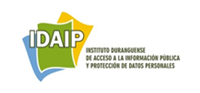 IDAIP
INSTITUTO DURANGUENSE
DE ACCESO A LA INFORMACIÓN PÚBLICA
Y PROTECCIÓN DE DATOS PERSONALES